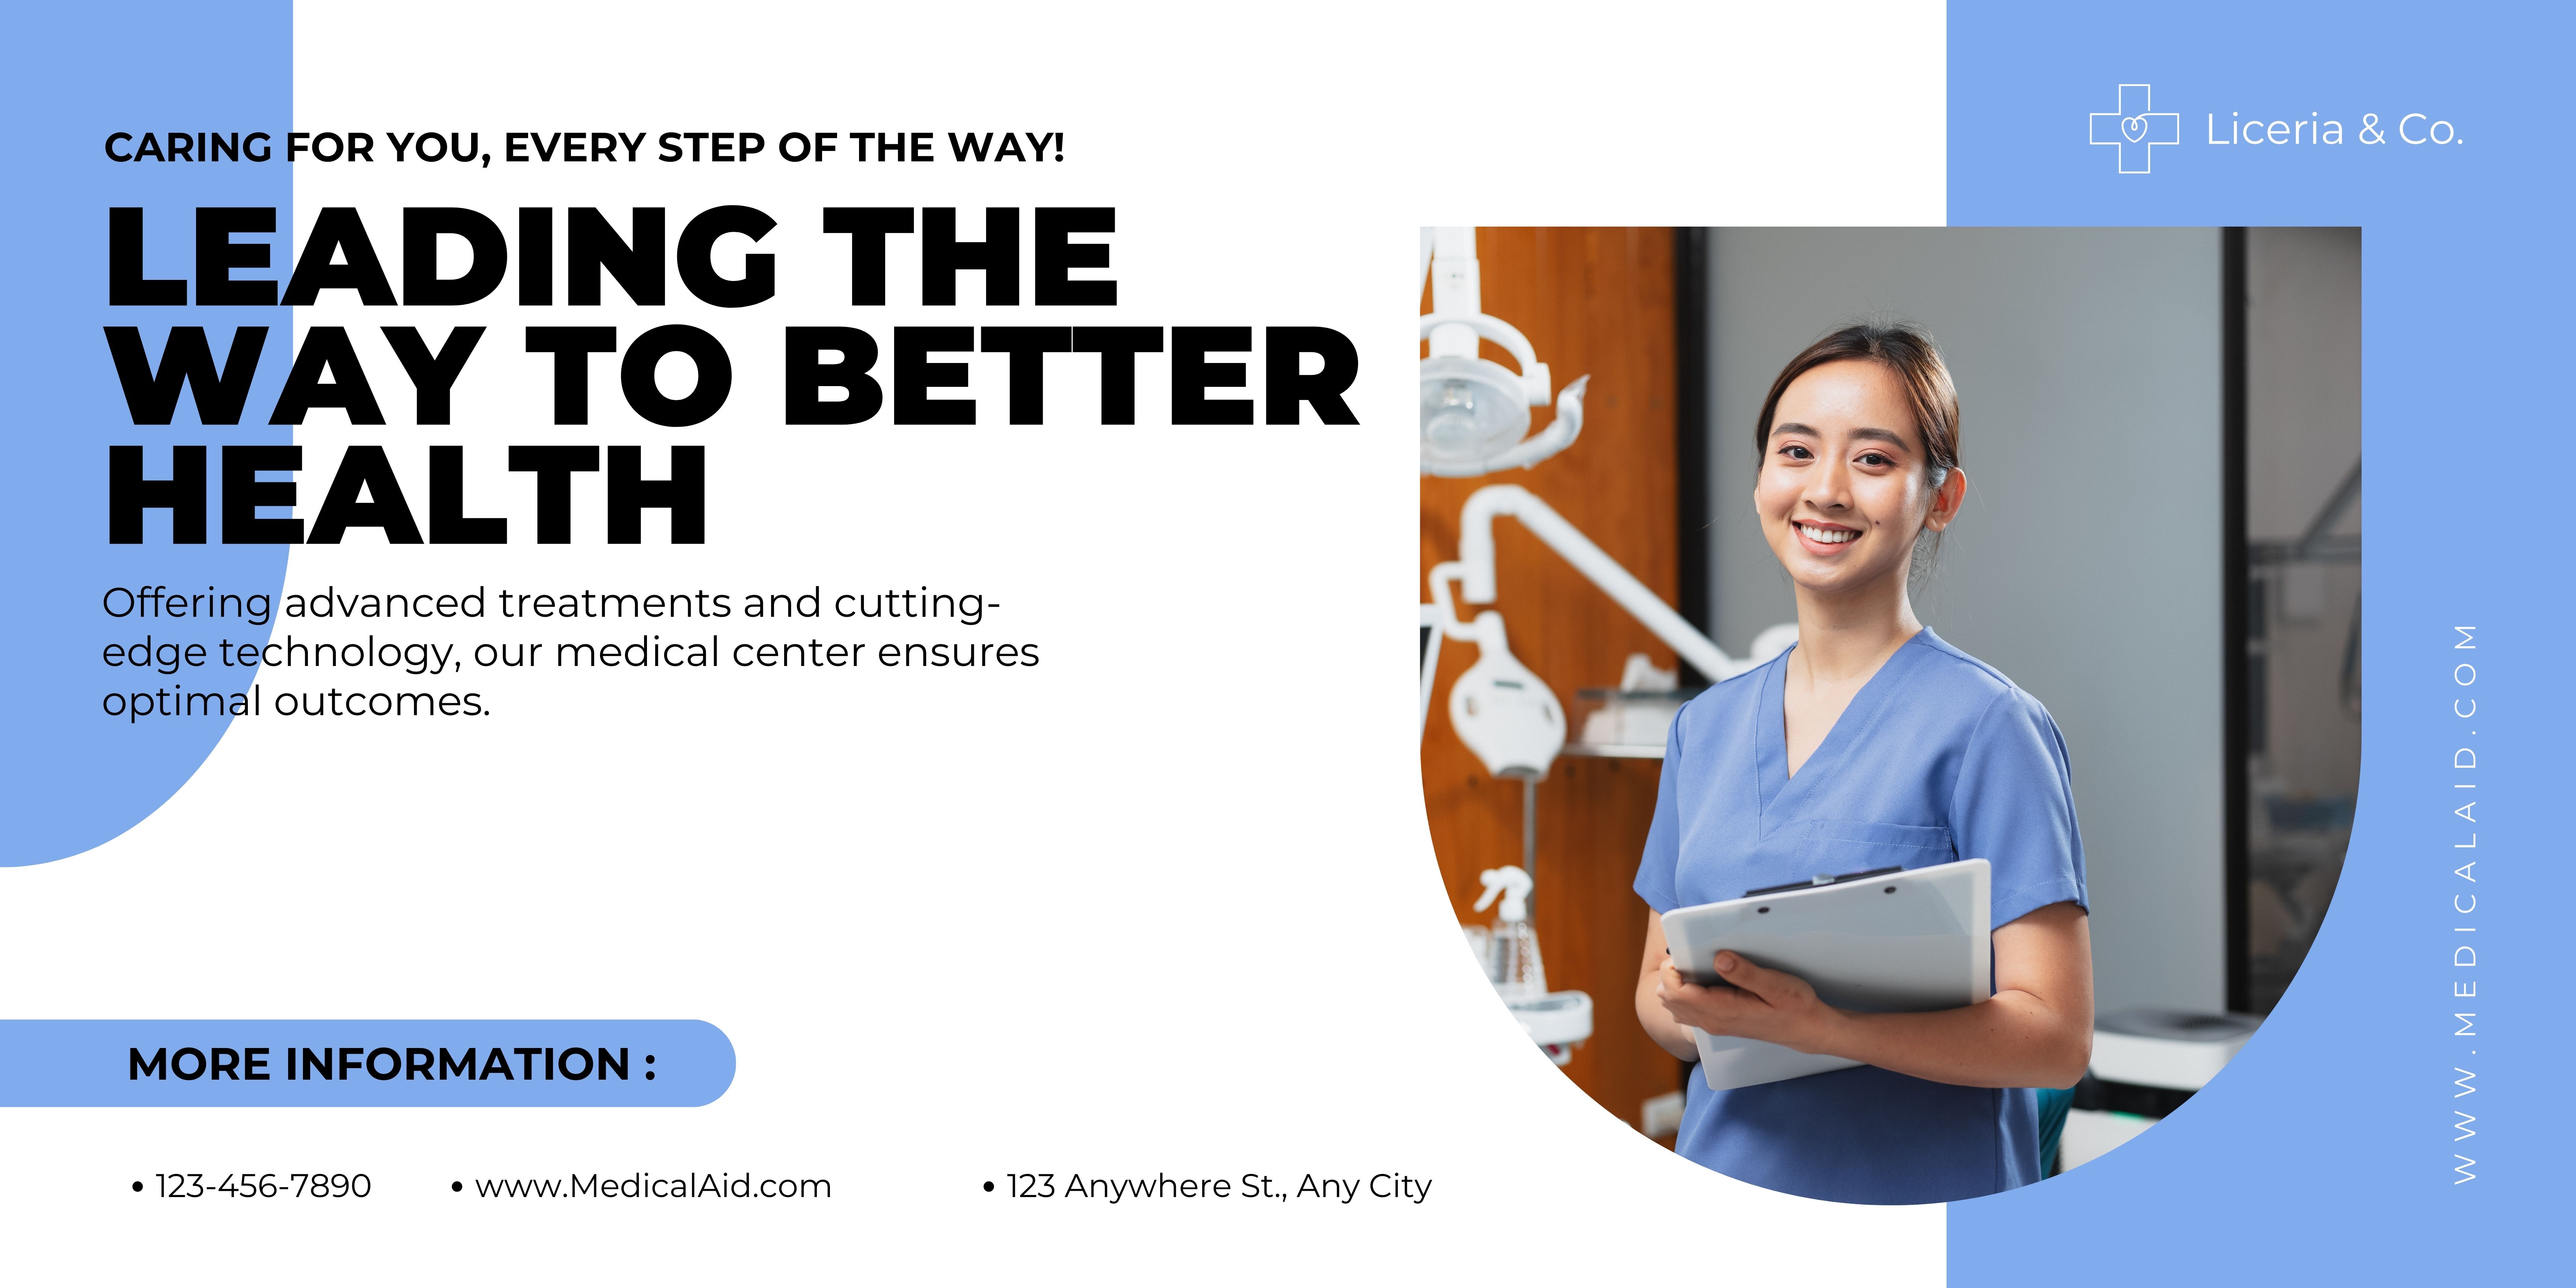 CARING FOR YOU, EVERY STEP OF THE WAY!
LEADING THE
WAY TO BETTER
HEALTH
Offering advanced treatments and cutting-
edge technology, our medical center ensures
optimal outcomes.
MORE INFORMATION :
• 123-456-7890
• www.MedicalAid.com
• 123 Anywhere St., Any City
Liceria & Co.
WWW.MEDICALAID.COM